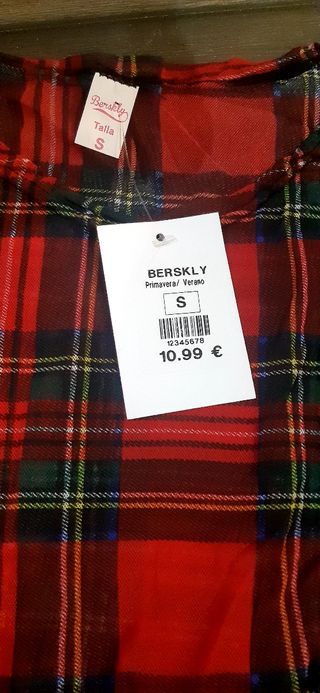 Berskly
Talla
S
BERSKLY
Primavera/ Verano
S
12345678
10.99 €